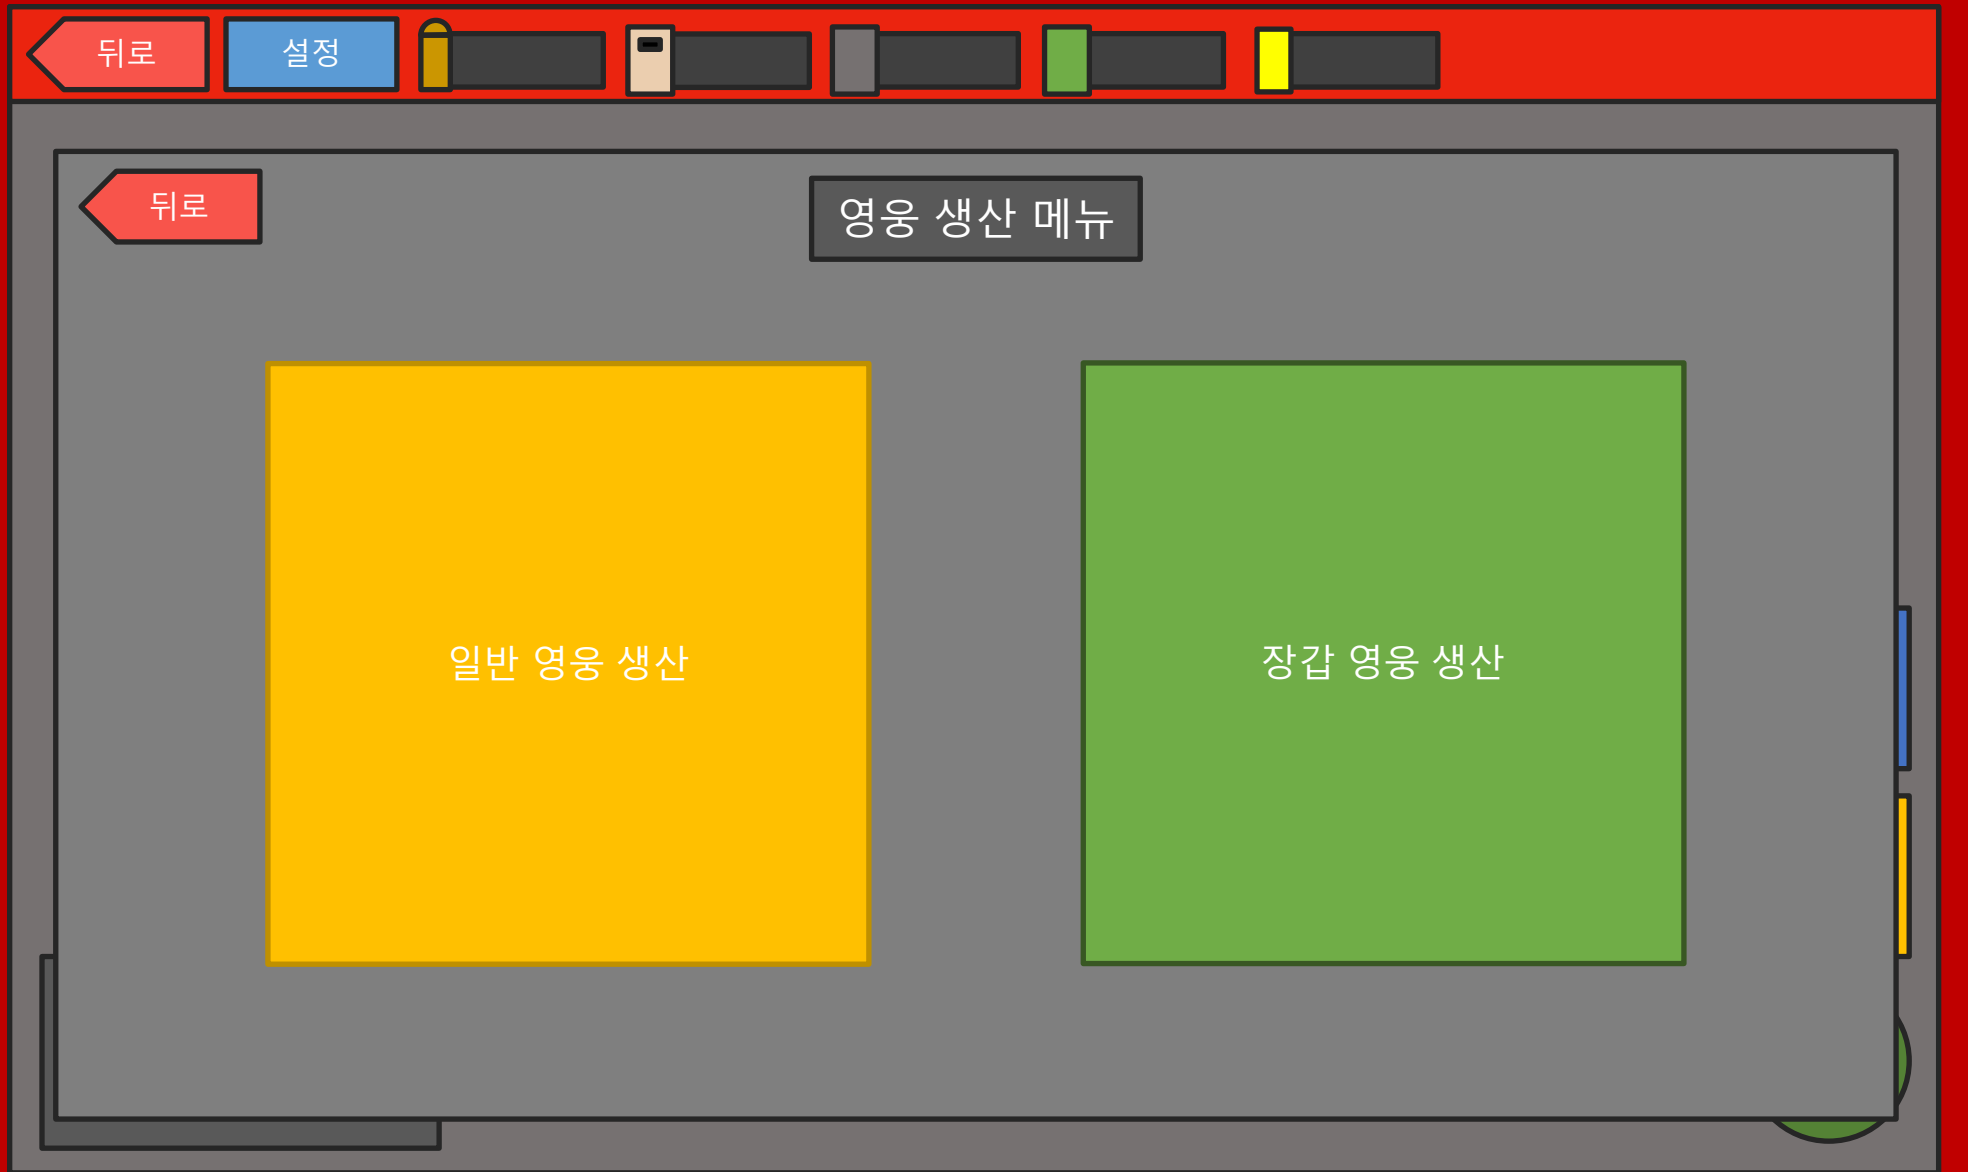 뒤로
설정
뒤로
영웅 생산 메뉴
일반 영웅 생산
장갑 영웅 생산